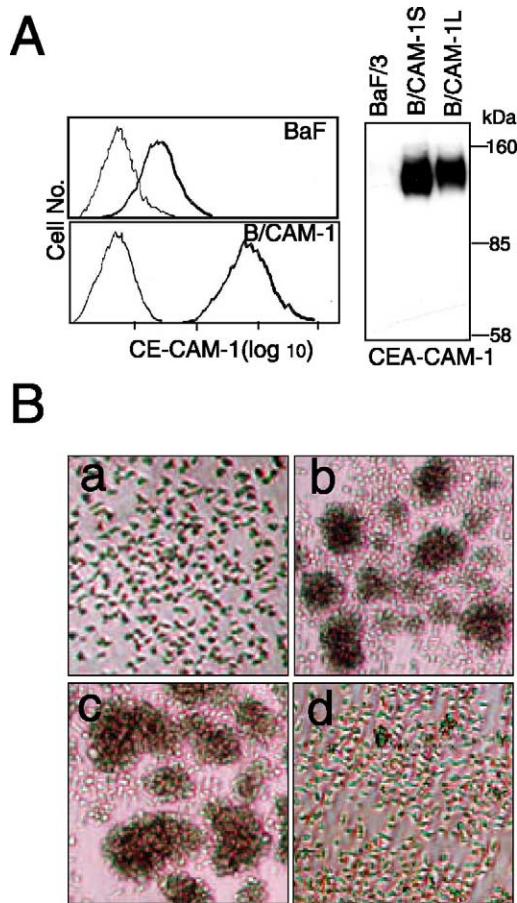 A
BaF
B/CAM-1
Cell No.
CE-CAM-1(log 10)
BaF/3
B/CAM-1S
B/CAM-1L
kDa
160
85
58
CEA-CAM-1
B
a
b
c
d